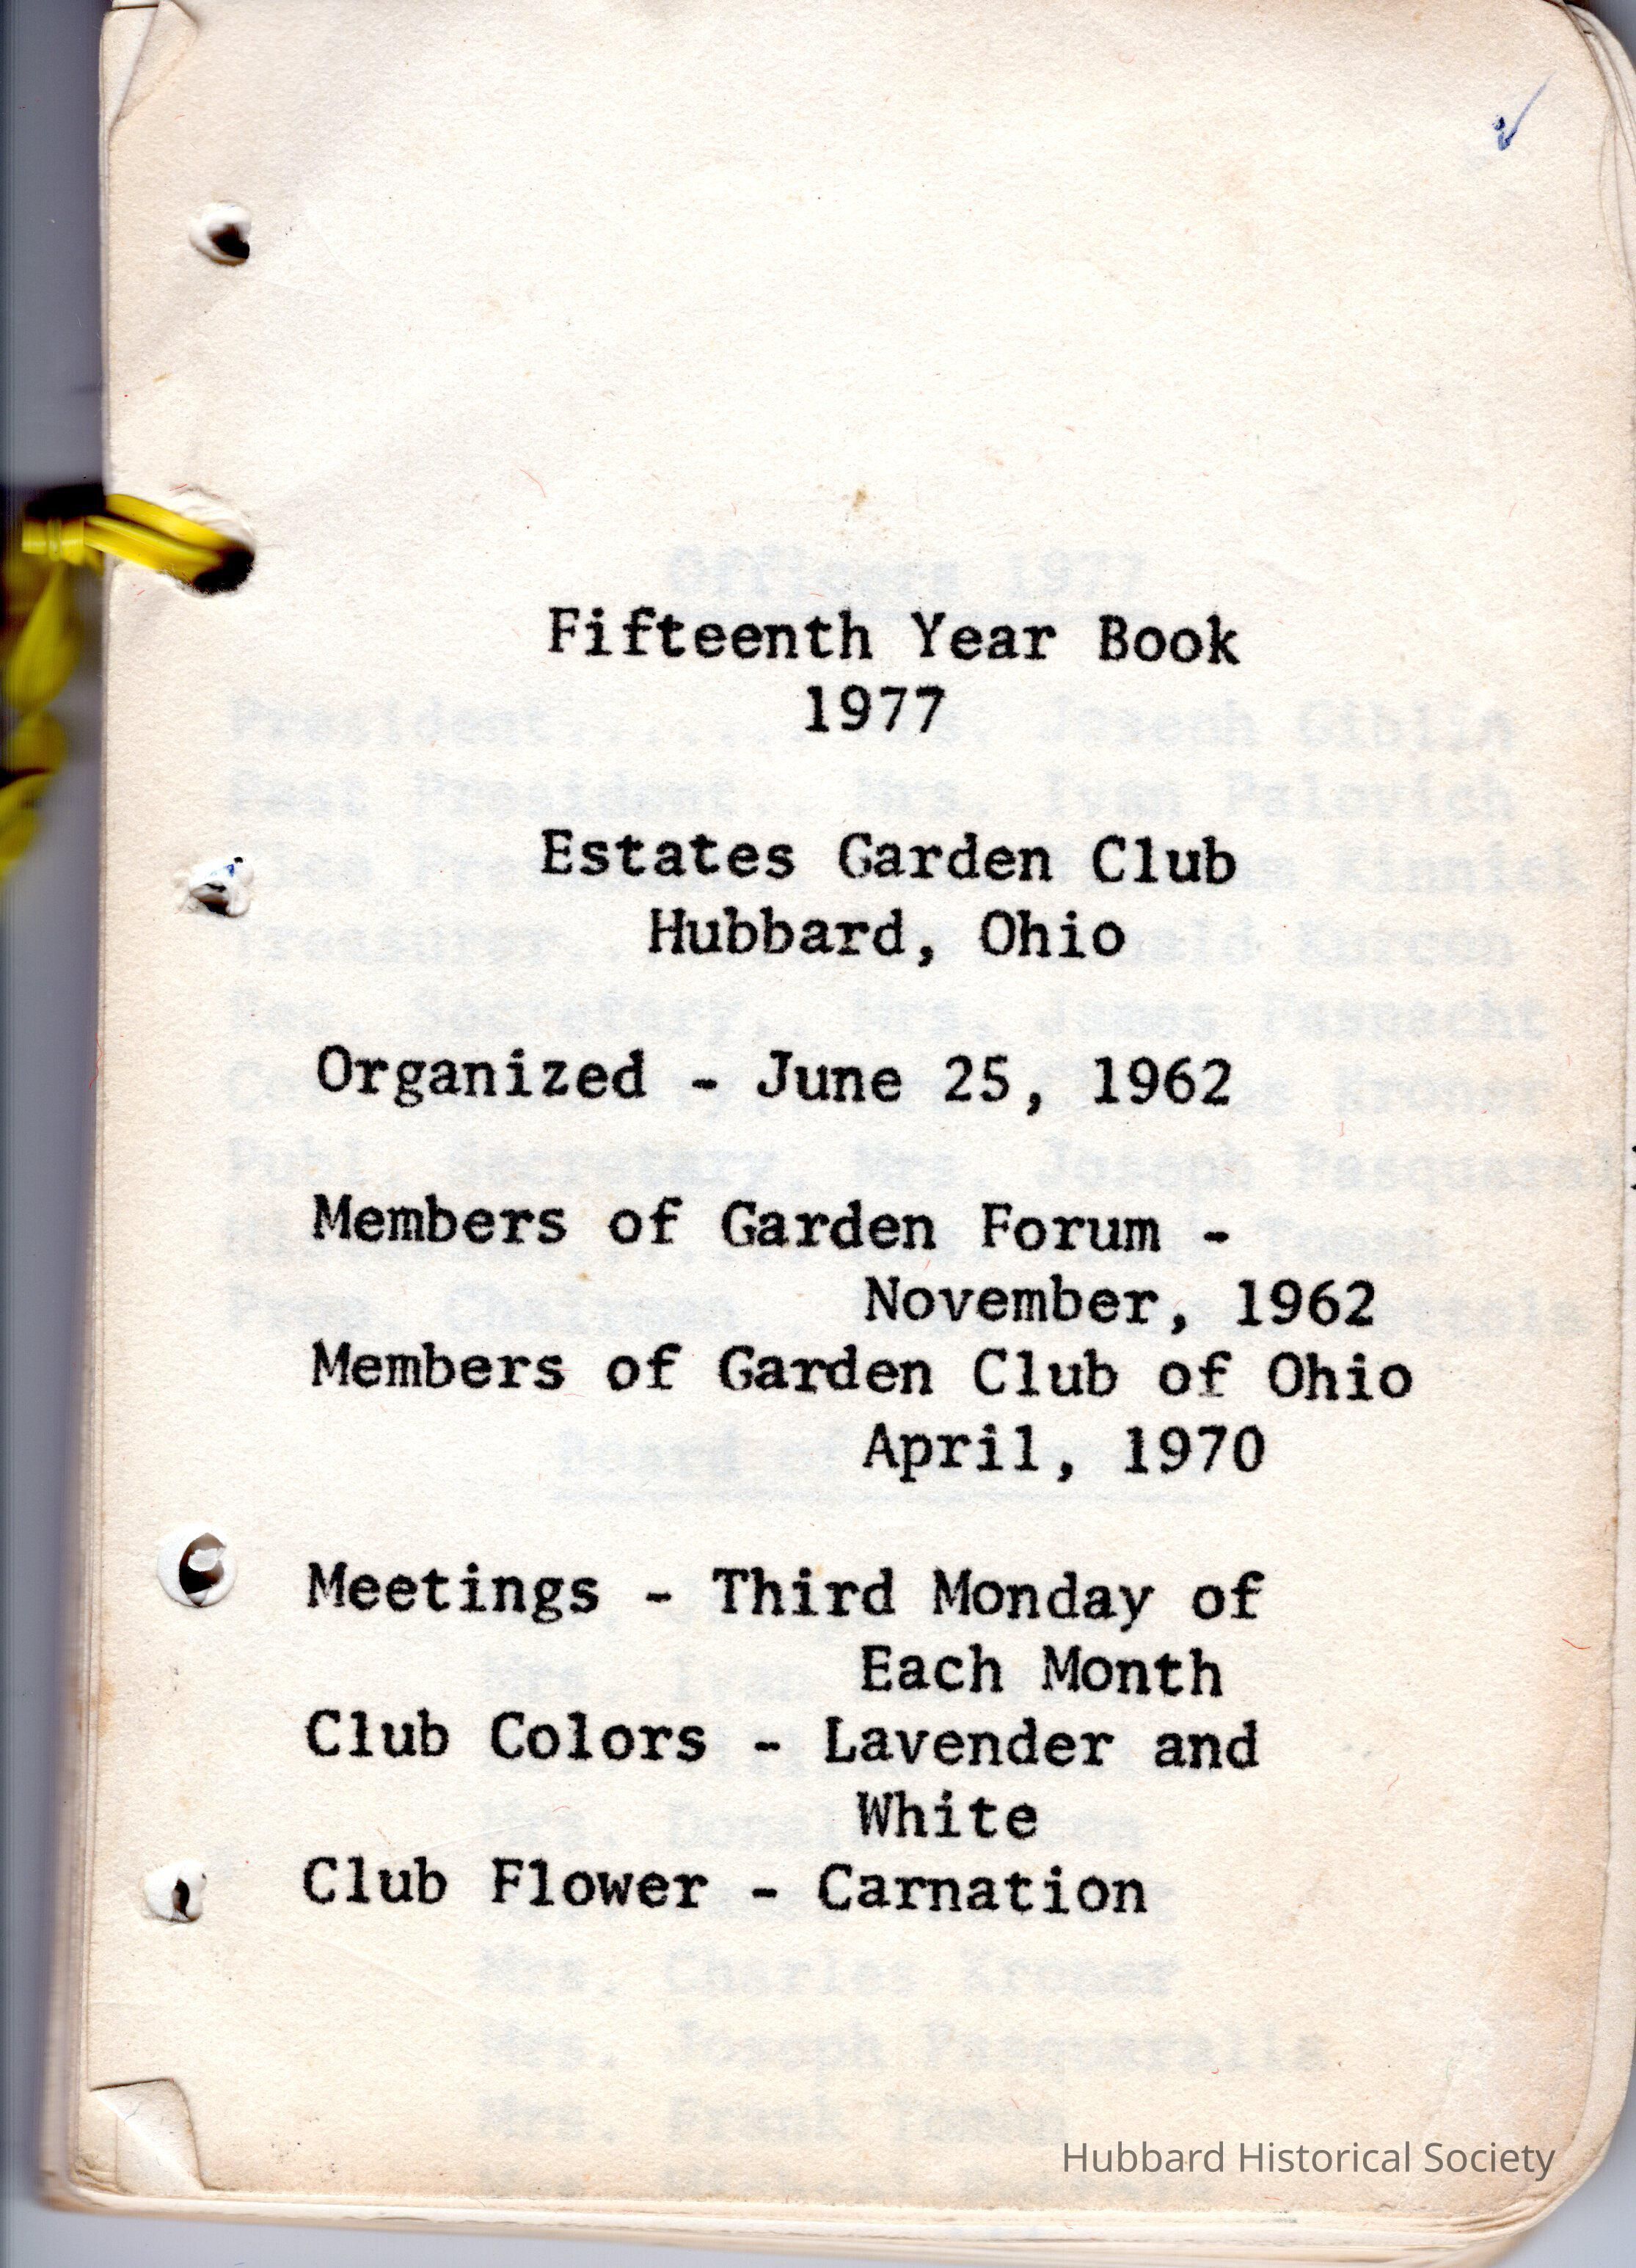 Fifteenth Year Book
1977
Estates Garden Club
Hubbard, Ohio
Organized - June 25, 1962
Members of Garden Forum -
November, 1962
Members of Garden Club of Ohio
April, 1970
Meetings - Third Monday of
Each Month
Club Colors - Lavender and
White
Club Flower - Carnation
Hubbard Historical Society